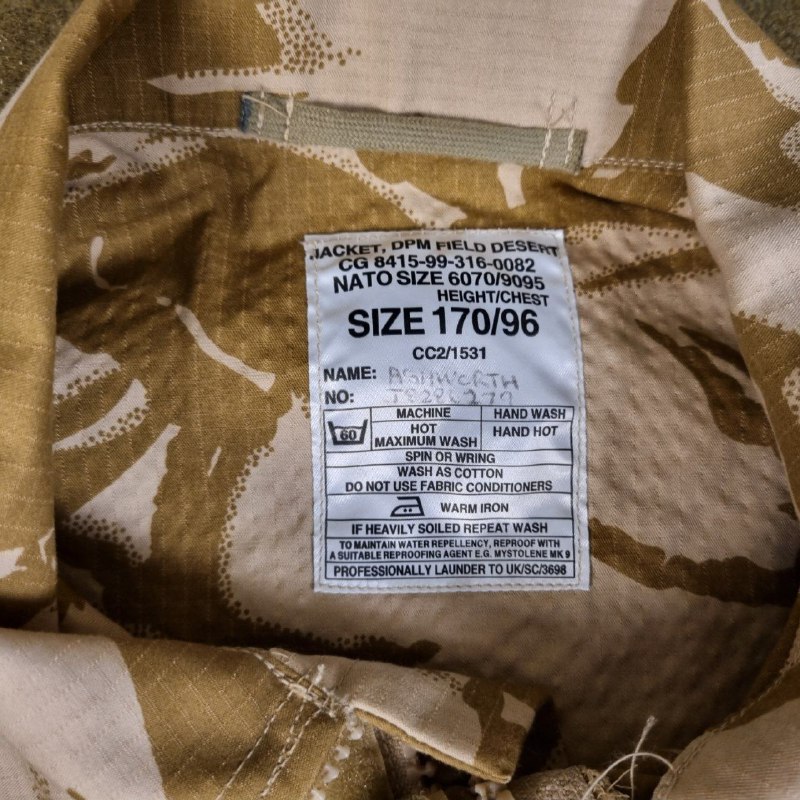 JACKET, DPM FIELD DESERT
CG 8415-99-316-0082
NATO SIZE 6070/9095
HEIGHT/CHEST
SIZE 170/96
CC2/1531
NAME: ASHWORTH
NO:
MACHINE HAND WASH
60 HOT MAXIMUM WASH HAND HOT
SPIN OR WRING
WASH AS COTTON
DO NOT USE FABRIC CONDITIONERS
WARM IRON
IF HEAVILY SOILED REPEAT WASH
TO MAINTAIN WATER REPELLENCY, REPROOF WITH
A SUITABLE REPROOFING AGENT E.G. MYSTOLENE MK 9
PROFESSIONALLY LAUNDER TO UK/SC/3698